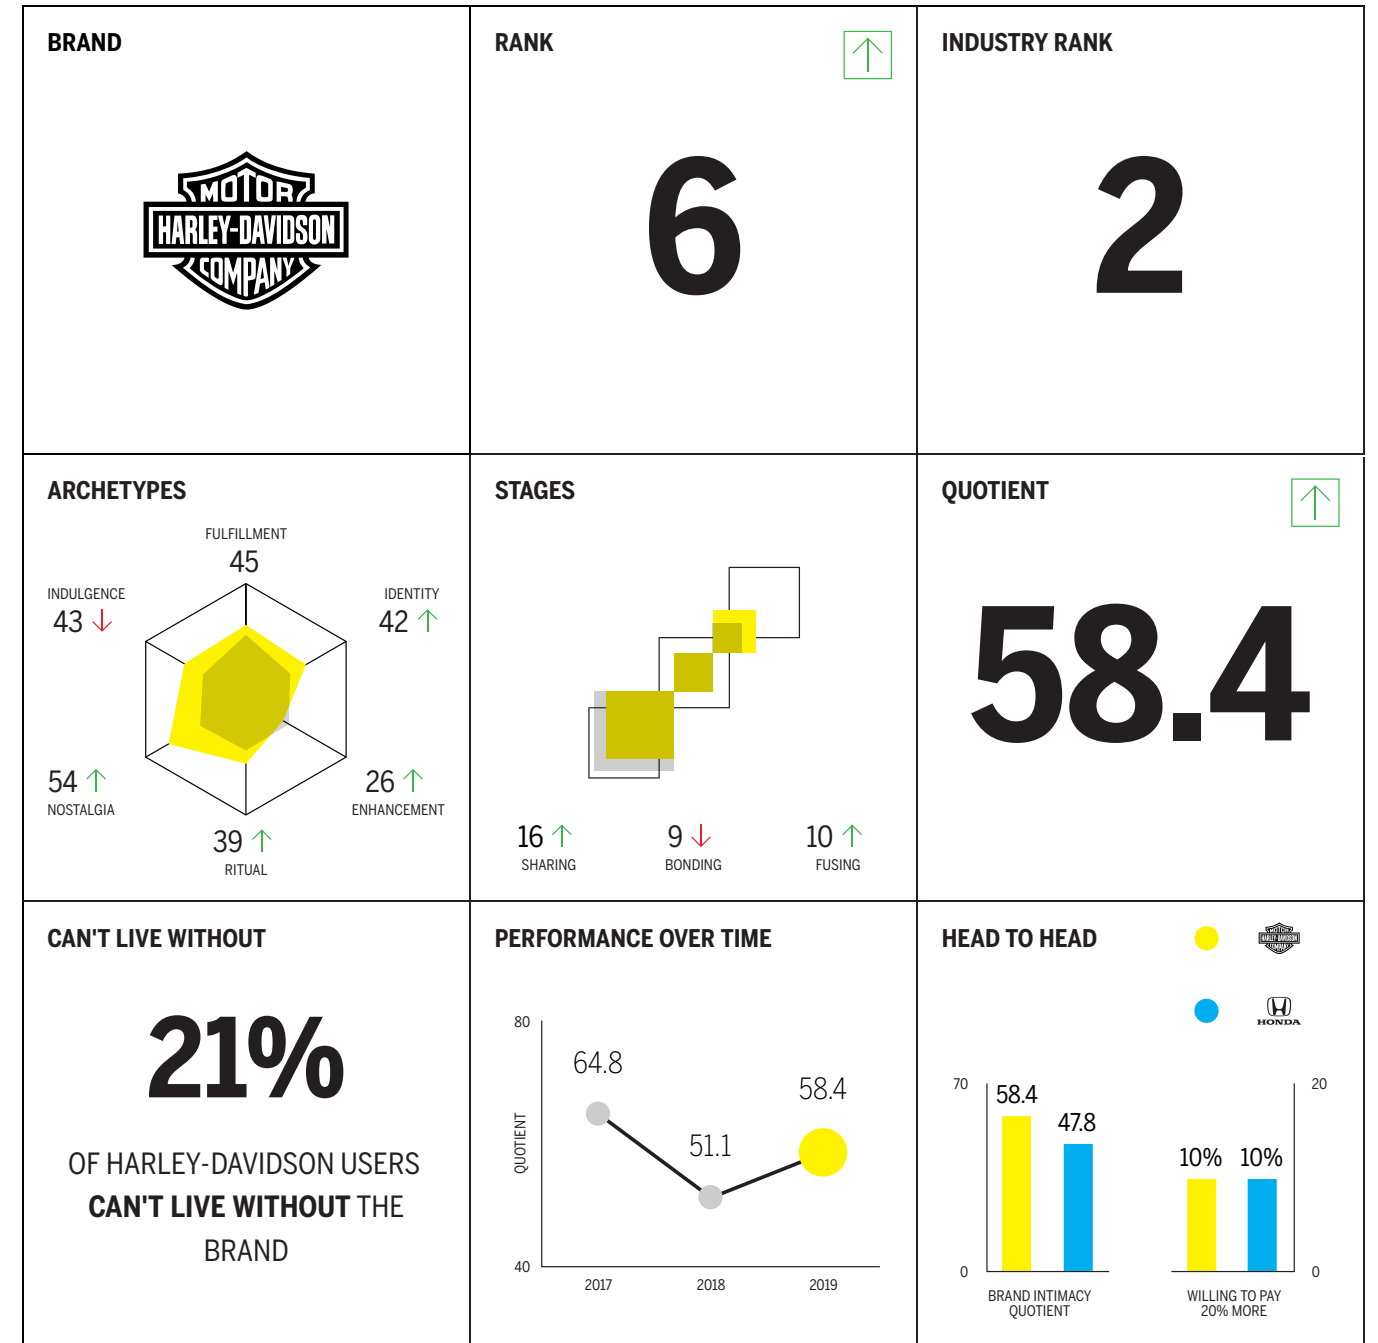 BRAND
MOTOR
HARLEY-DAVIDSON
COMPANY
RANK
6
INDUSTRY RANK
2
ARCHETYPES
FULFILLMENT
45
INDULGENCE
43
IDENTITY
42
54
NOSTALGIA
26
ENHANCEMENT
39
RITUAL
STAGES
16
SHARING
9
BONDING
10
FUSING
QUOTIENT
58.4
CAN'T LIVE WITHOUT
21%
OF HARLEY-DAVIDSON USERS
CAN'T LIVE WITHOUT THE
BRAND
PERFORMANCE OVER TIME
80
QUOTIENT
40
64.8
51.1
58.4
2017
2018
2019
HEAD TO HEAD
MOTOR
HARLEY-DAVIDSON
COMPANY
HONDA
70
0
58.4
47.8
BRAND INTIMACY
QUOTIENT
10%
10%
20
0
WILLING TO PAY
20% MORE